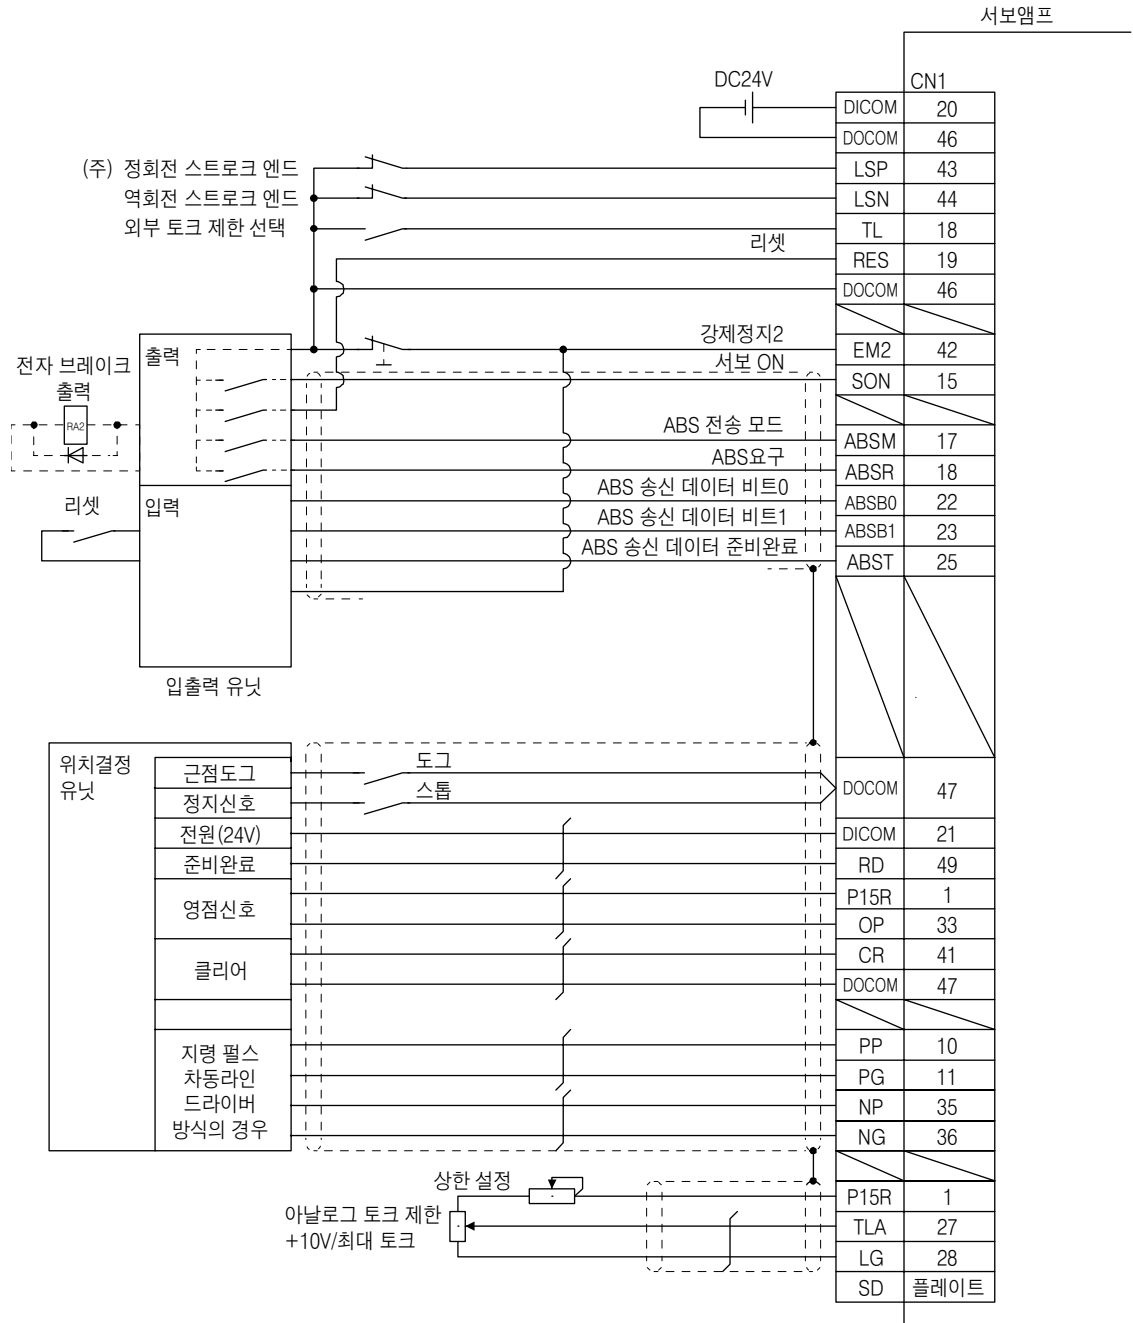 서보앰프
DC24V
CN1
DICOM 20
DOCOM 46
(주) 정회전 스트로크 엔드 LSP 43
역회전 스트로크 엔드 LSN 44
외부 토크 제한 선택 TL 18
리셋 RES 19
DOCOM 46
강제정지2 EM2 42
서보 ON SON 15
전자 브레이크
출력
RA2
출력
ABS 전송 모드 ABSM 17
ABS요구 ABSR 18
리셋
입력
ABS 송신 데이터 비트0 ABSB0 22
ABS 송신 데이터 비트1 ABSB1 23
ABS 송신 데이터 준비완료 ABST 25
입출력 유닛
위치결정
유닛
근점도그 도그
정지신호 스톱
DOCOM 47
전원(24V) DICOM 21
준비완료 RD 49
영점신호
P15R 1
OP 33
클리어
CR 41
DOCOM 47
지령 펄스
차동라인
드라이버
방식의 경우
PP 10
PG 11
NP 35
NG 36
상한 설정 P15R 1
아날로그 토크 제한
+10V/최대 토크
TLA 27
LG 28
SD 플레이트